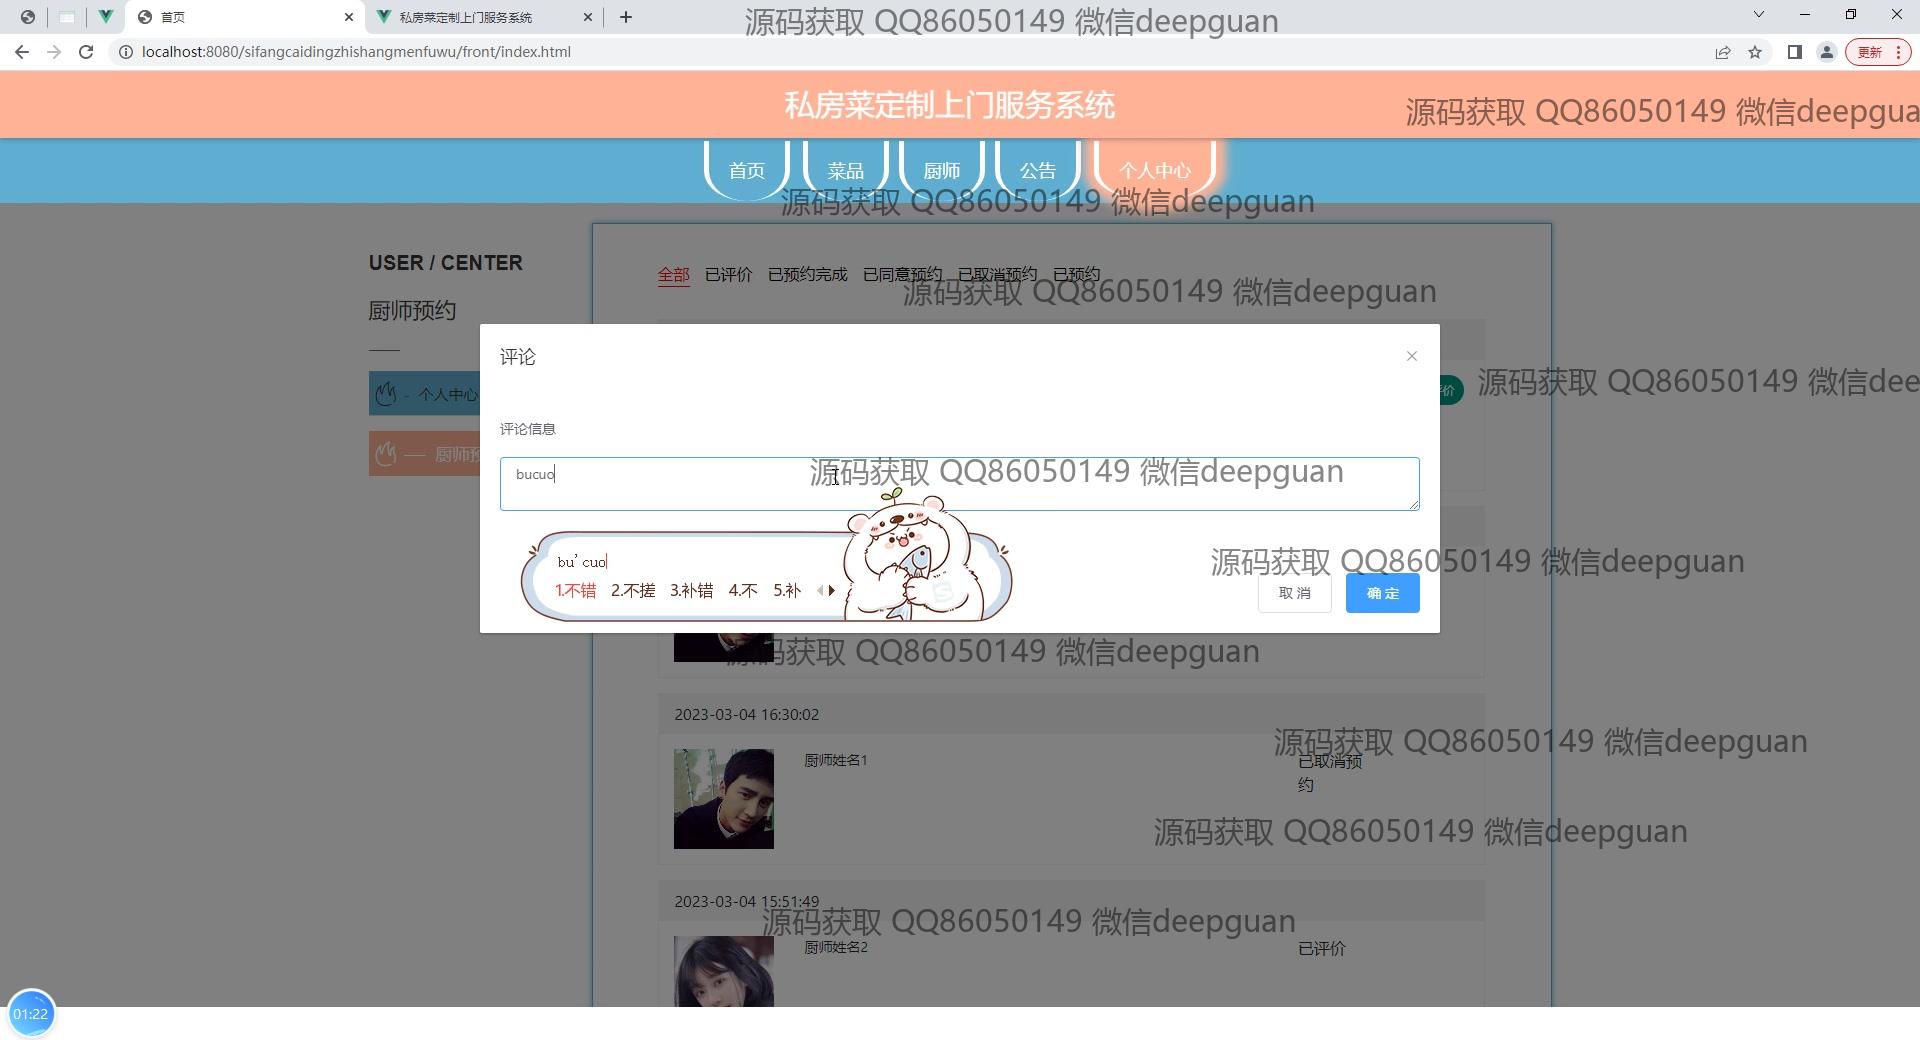 首页
私房菜定制上门服务系统
源码获取 QQ86050149 微信deepguan
localhost:8080/sifangcaidingzhishangmenfuwu/front/index.html
更新
私房菜定制上门服务系统
源码获取 QQ86050149 微信deepgua
首页 菜品 厨师 公告 个人中心
源码获取 QQ86050149 微信deepguan
USER / CENTER
全部 已评价 已预约完成 已同意预约 已取消预约 已预约
源码获取 QQ86050149 微信deepguan
厨师预约
评论
价
源码获取 QQ86050149 微信dee
- 个人中心
评论信息
厨师预
bucuo
源码获取 QQ86050149 微信deepguan
bu'cuo
源码获取 QQ86050149 微信deepguan
1.不错 2.不搓 3.补错 4.不 5.补
取 消
确 定
源码获取 QQ86050149 微信deepguan
2023-03-04 16:30:02
源码获取 QQ86050149 微信deepguan
厨师姓名1
已取消预
约
源码获取 QQ86050149 微信deepguan
2023-03-04 15:51:49
源码获取 QQ86050149 微信deepguan
厨师姓名2
已评价
01:22